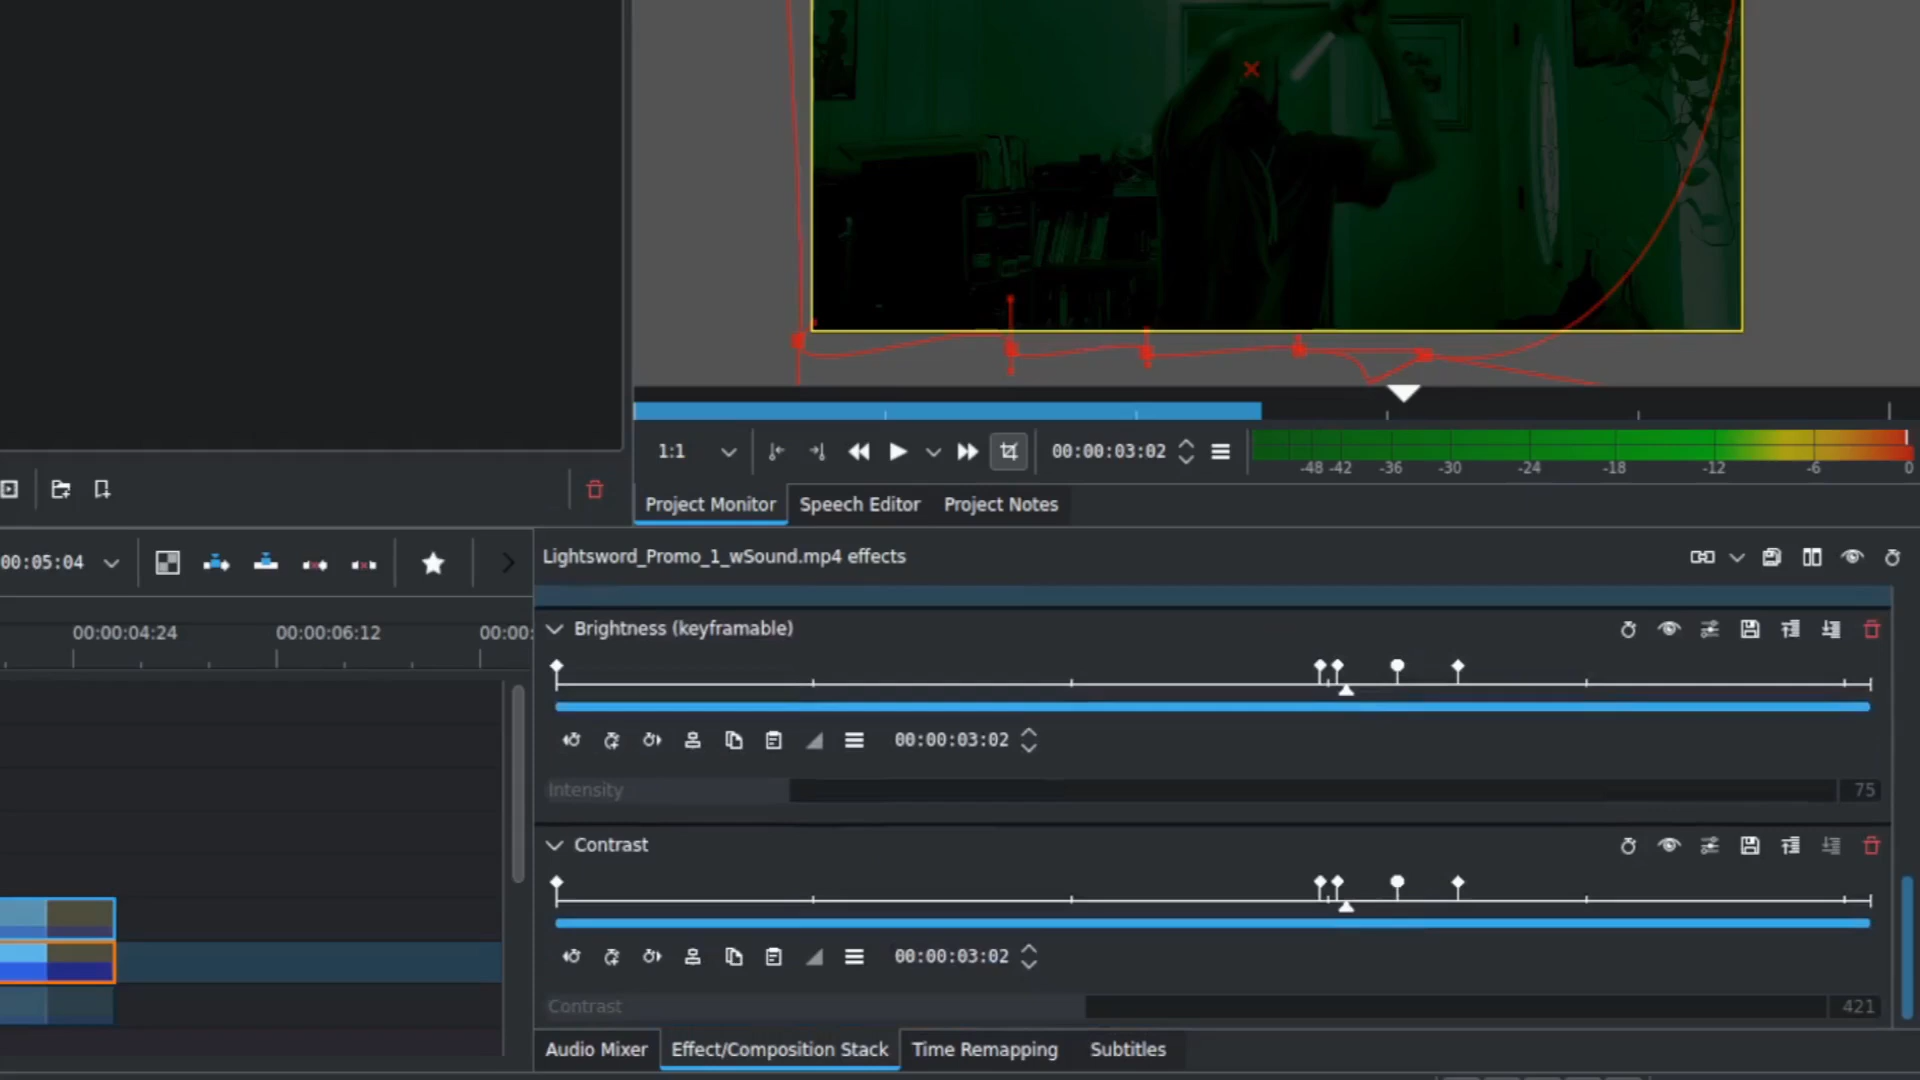 1:1
00:00:03:02
-48 -42 -36 -30 -24 -18 -12 -6 0
Project Monitor
Speech Editor
Project Notes
00:05:04
Lightsword_Promo_1_wSound.mp4 effects
00:00:04:24
00:00:06:12
00:00:
Brightness (keyframable)
00:00:03:02
Intensity
75
Contrast
00:00:03:02
Contrast
421
Audio Mixer
Effect/Composition Stack
Time Remapping
Subtitles